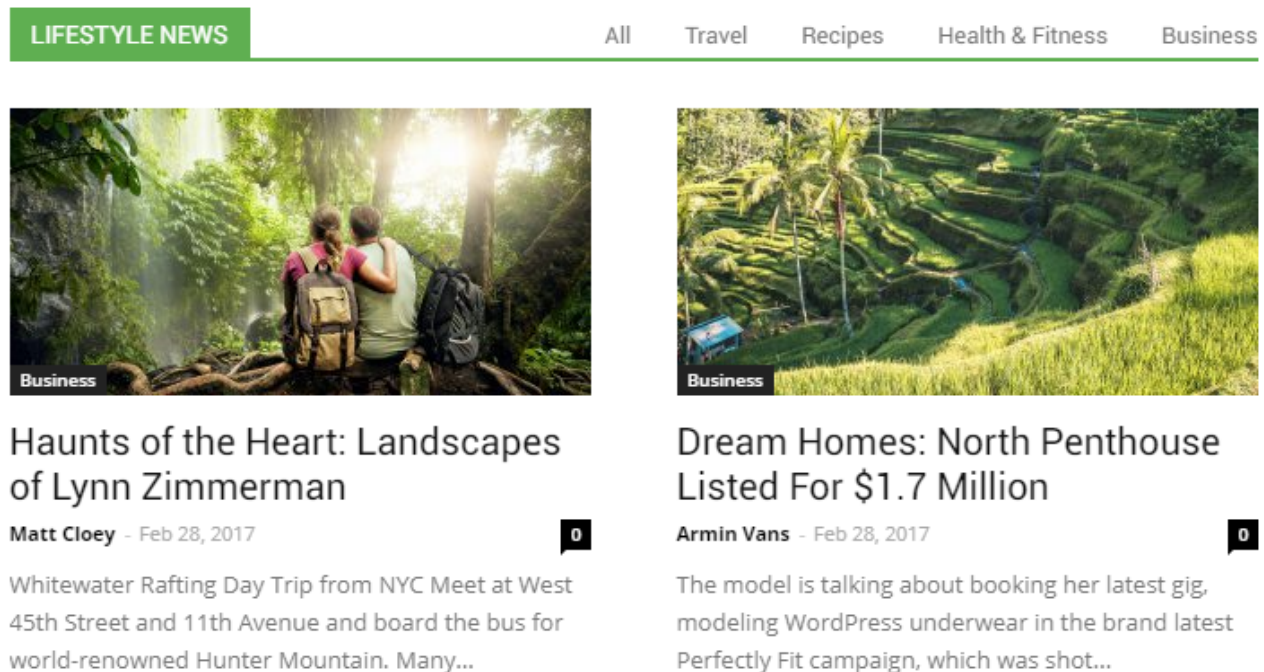 LIFESTYLE NEWS
All Travel Recipes Health & Fitness Business
Business
Haunts of the Heart: Landscapes
of Lynn Zimmerman
Matt Cloey - Feb 28, 2017 0
Whitewater Rafting Day Trip from NYC Meet at West
45th Street and 11th Avenue and board the bus for
world-renowned Hunter Mountain. Many...
Business
Dream Homes: North Penthouse
Listed For $1.7 Million
Armin Vans - Feb 28, 2017 0
The model is talking about booking her latest gig,
modeling WordPress underwear in the brand latest
Perfectly Fit campaign, which was shot...